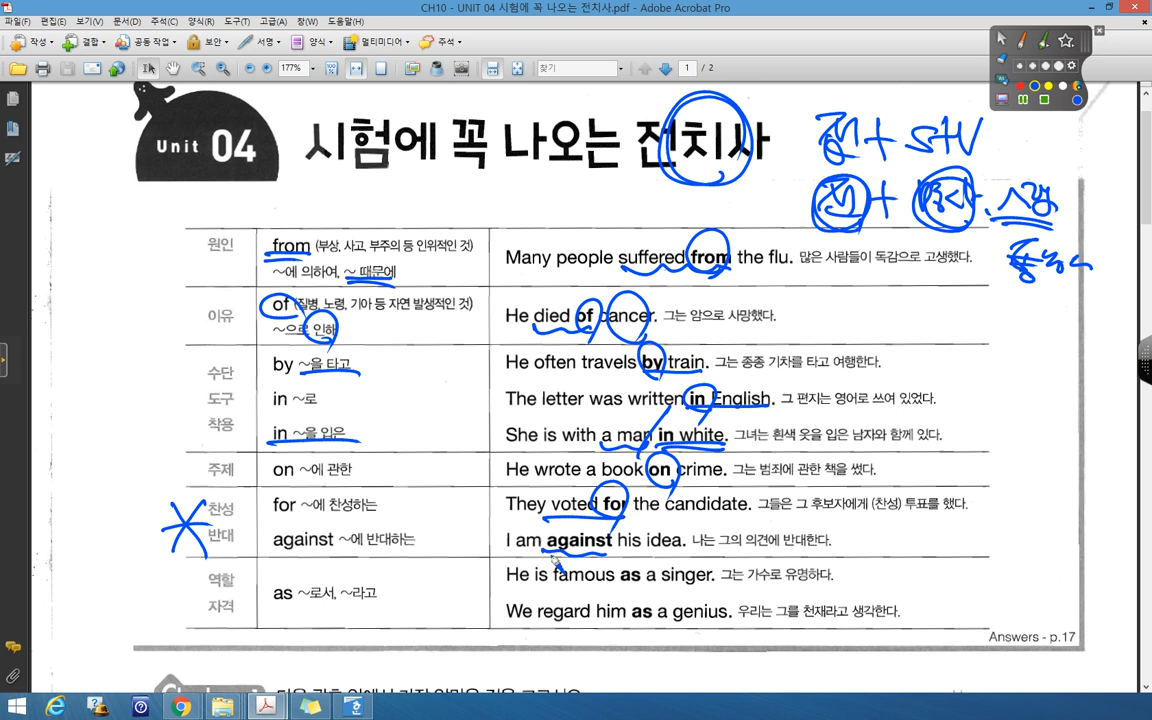 CH10 - UNIT 04 시험에 꼭 나오는 전치사.pdf - Adobe Acrobat Pro
파일(F) 편집(E) 보기(V) 문서(D) 주석(C) 양식(R) 도구(T) 고급(A) 창(W) 도움말(H)
작성 결합 공동 작업 보안 서명 양식 멀티미디어 주석
177% 찾기 1 / 2
Unit 04 시험에 꼭 나오는 전치사
전 + S+V
전 + 명사
원인
from (부상, 사고, 부주의 등 인위적인 것)
~에 의하여, ~ 때문에
Many people suffered from the flu. 많은 사람들이 독감으로 고생했다.
이유
of (질병, 노령, 기아 등 자연 발생적인 것)
~으로 인해
He died of cancer. 그는 암으로 사망했다.
수단
도구
착용
by ~을 타고
He often travels by train. 그는 종종 기차를 타고 여행한다.
in ~로
The letter was written in English. 그 편지는 영어로 쓰여 있었다.
in ~을 입은
She is with a man in white. 그녀는 흰색 옷을 입은 남자와 함께 있다.
주제
on ~에 관한
He wrote a book on crime. 그는 범죄에 관한 책을 썼다.
찬성
반대
for ~에 찬성하는
They voted for the candidate. 그들은 그 후보자에게 (찬성) 투표를 했다.
against ~에 반대하는
I am against his idea. 나는 그의 의견에 반대한다.
역할
자격
as ~로서, ~라고
He is famous as a singer. 그는 가수로 유명하다.
We regard him as a genius. 우리는 그를 천재라고 생각한다.
Answers - p.17